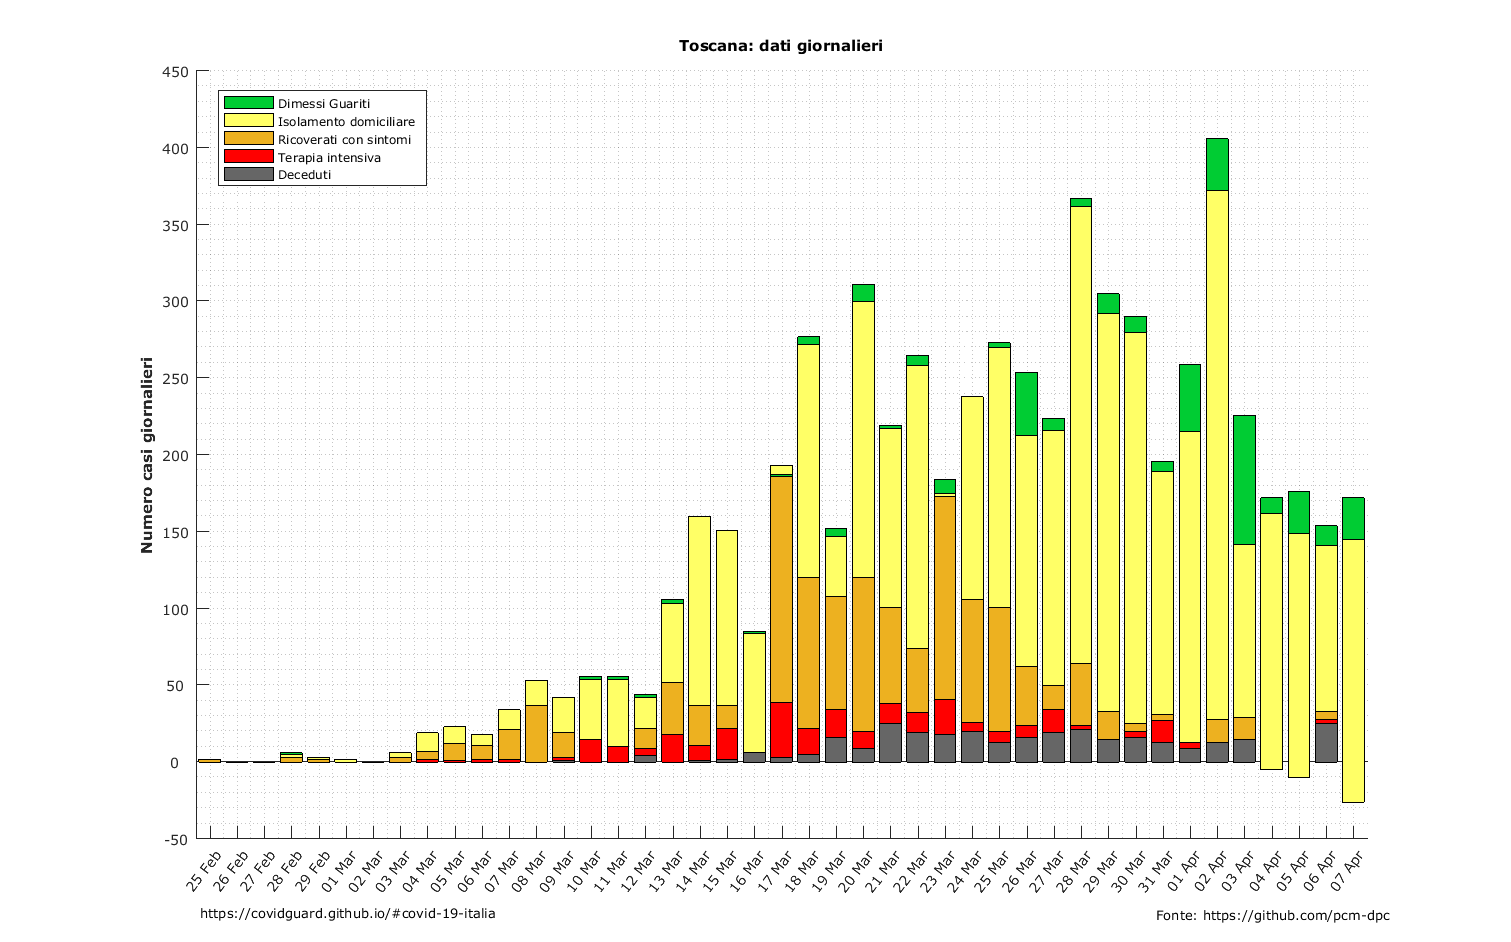 Toscana: dati giornalieri
450
400
350
300
250
200
150
100
50
0
-50
Numero casi giornalieri
Dimessi Guariti
Isolamento domiciliare
Ricoverati con sintomi
Terapia intensiva
Deceduti
25 Feb
26 Feb
27 Feb
28 Feb
29 Feb
01 Mar
02 Mar
03 Mar
04 Mar
05 Mar
06 Mar
07 Mar
08 Mar
09 Mar
10 Mar
11 Mar
12 Mar
13 Mar
14 Mar
15 Mar
16 Mar
17 Mar
18 Mar
19 Mar
20 Mar
21 Mar
22 Mar
23 Mar
24 Mar
25 Mar
26 Mar
27 Mar
28 Mar
29 Mar
30 Mar
31 Mar
01 Apr
02 Apr
03 Apr
04 Apr
05 Apr
06 Apr
07 Apr
https://covidguard.github.io/#covid-19-italia
Fonte: https://github.com/pcm-dpc